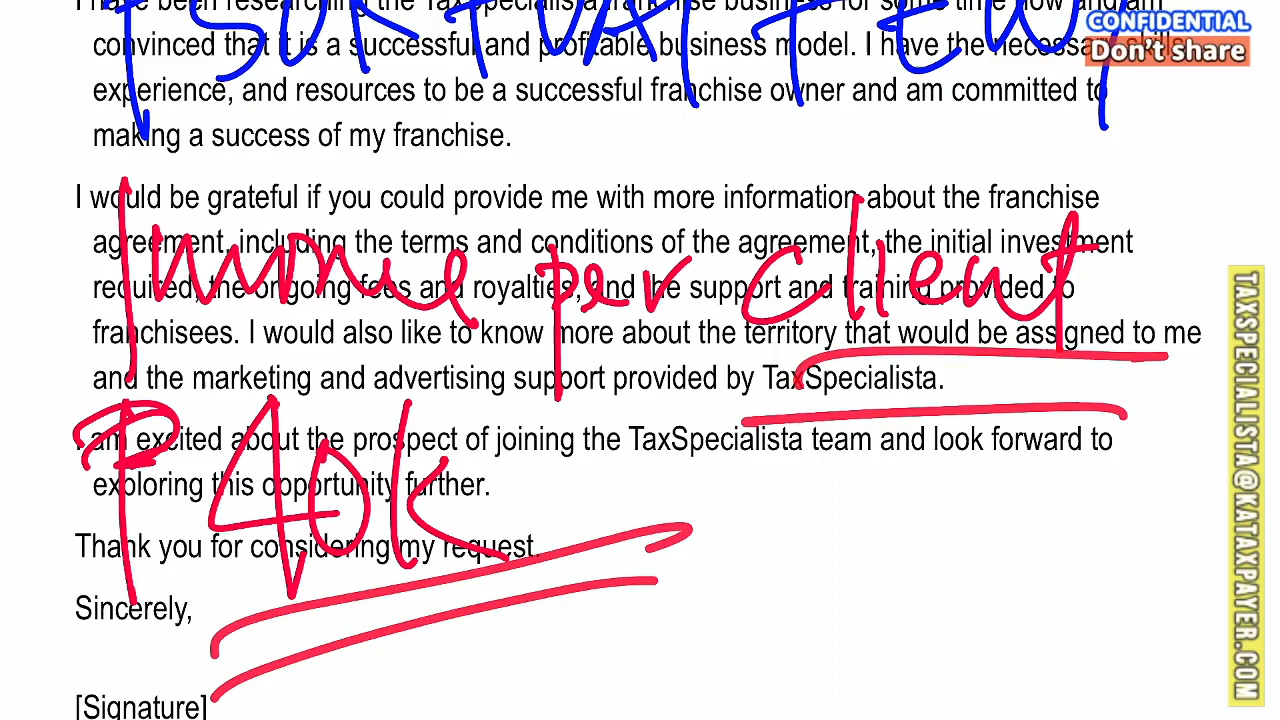 I have been researching the TaxSpecialista franchise business for some time now and am
convinced that it is a successful and profitable business model. I have the necessary skills,
experience, and resources to be a successful franchise owner and am committed to
making a success of my franchise.
I would be grateful if you could provide me with more information about the franchise
agreement, including the terms and conditions of the agreement, the initial investment
required, the ongoing fees and royalties, and the support and training provided to
franchisees. I would also like to know more about the territory that would be assigned to me
and the marketing and advertising support provided by TaxSpecialista.
I am excited about the prospect of joining the TaxSpecialista team and look forward to
exploring this opportunity further.
Thank you for considering my request.
Sincerely,
[Signature]
+ VAT +
Income per client
₱ 40k
CONFIDENTIAL
Don't share
TAXSPECIALISTA@KATAXPAYER.COM